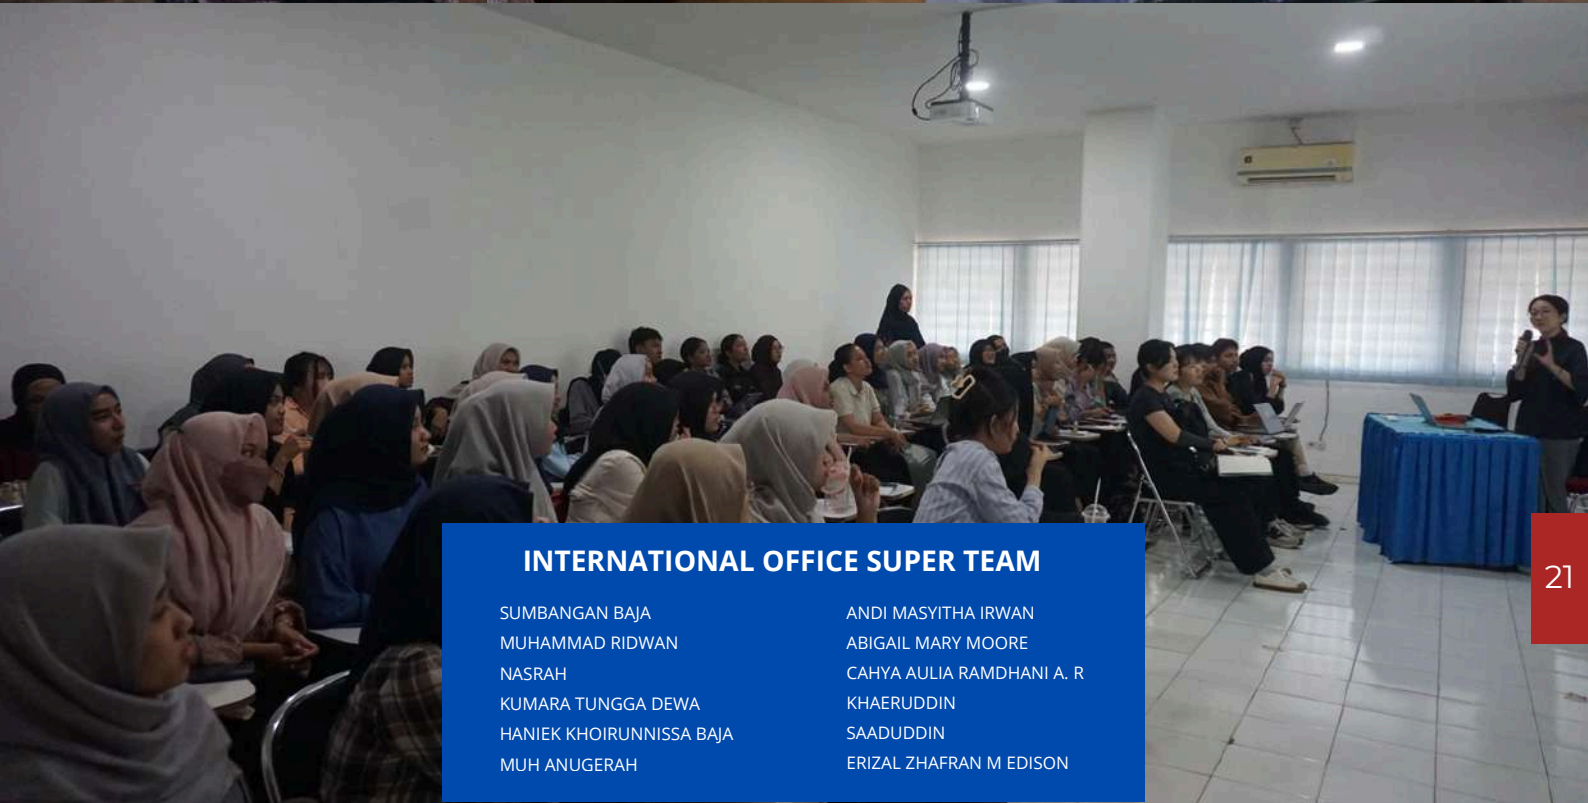 INTERNATIONAL OFFICE SUPER TEAM
SUMBANGAN BAJA
MUHAMMAD RIDWAN
NASRAH
KUMARA TUNGGA DEWA
HANIEK KHOIRUNNISSA BAJA
MUH ANUGERAH
ANDI MASYITHA IRWAN
ABIGAIL MARY MOORE
CAHYA AULIA RAMDHANI A. R
KHAERUDDIN
SAADUDDIN
ERIZAL ZHAFRAN M EDISON
21